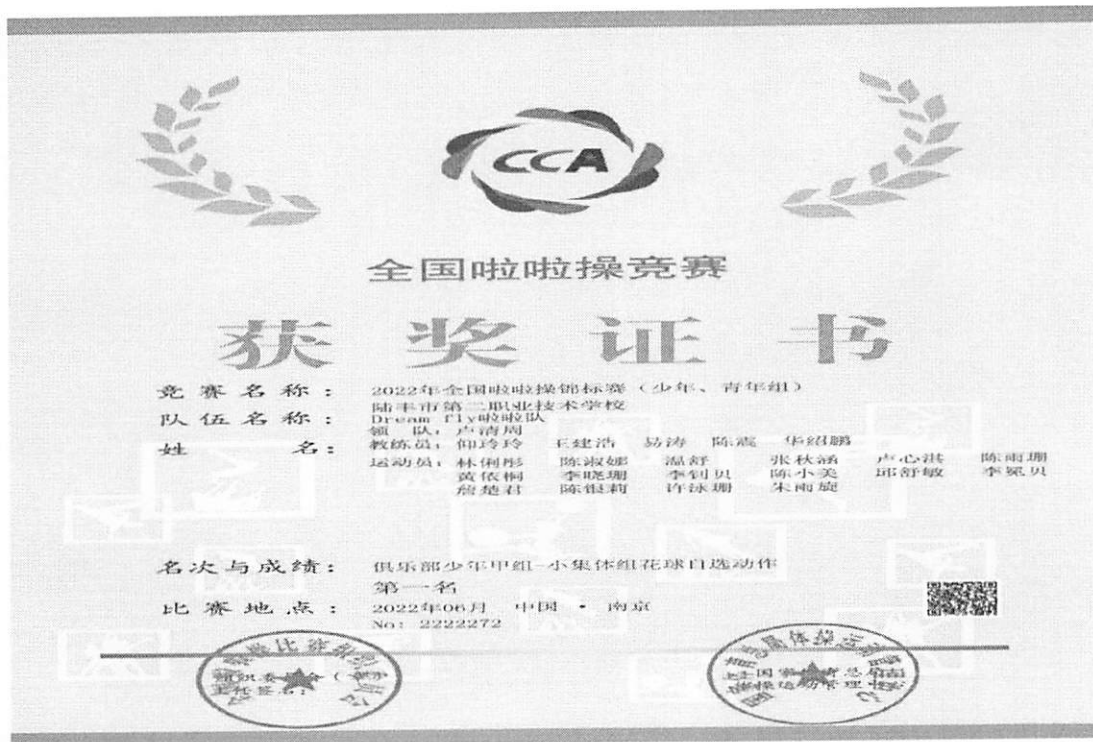 CCA
全国啦啦操竞赛
获奖证书
竞赛名称: 2022年全国啦啦操锦标赛(少年、青年组)
队伍名称: 陆丰市第二职业技术学校
Dream fly啦啦队
领 队: 卢清周
姓 名: 教练员: 仰玲玲 王建浩 易涛 陈震 华绍鹏
运动员: 林俐彤 陈淑娜 温舒 张秋涵 卢心淇 陈雨珊
黄依桐 李晓珊 李钊贝 陈小美 邱舒敏 李冕贝
詹楚君 陈银莉 许泳珊 朱雨旋
名次与成绩: 俱乐部少年甲组-小集体组花球自选动作
第一名
比赛地点: 2022年06月 中国·南京
No: 2222272